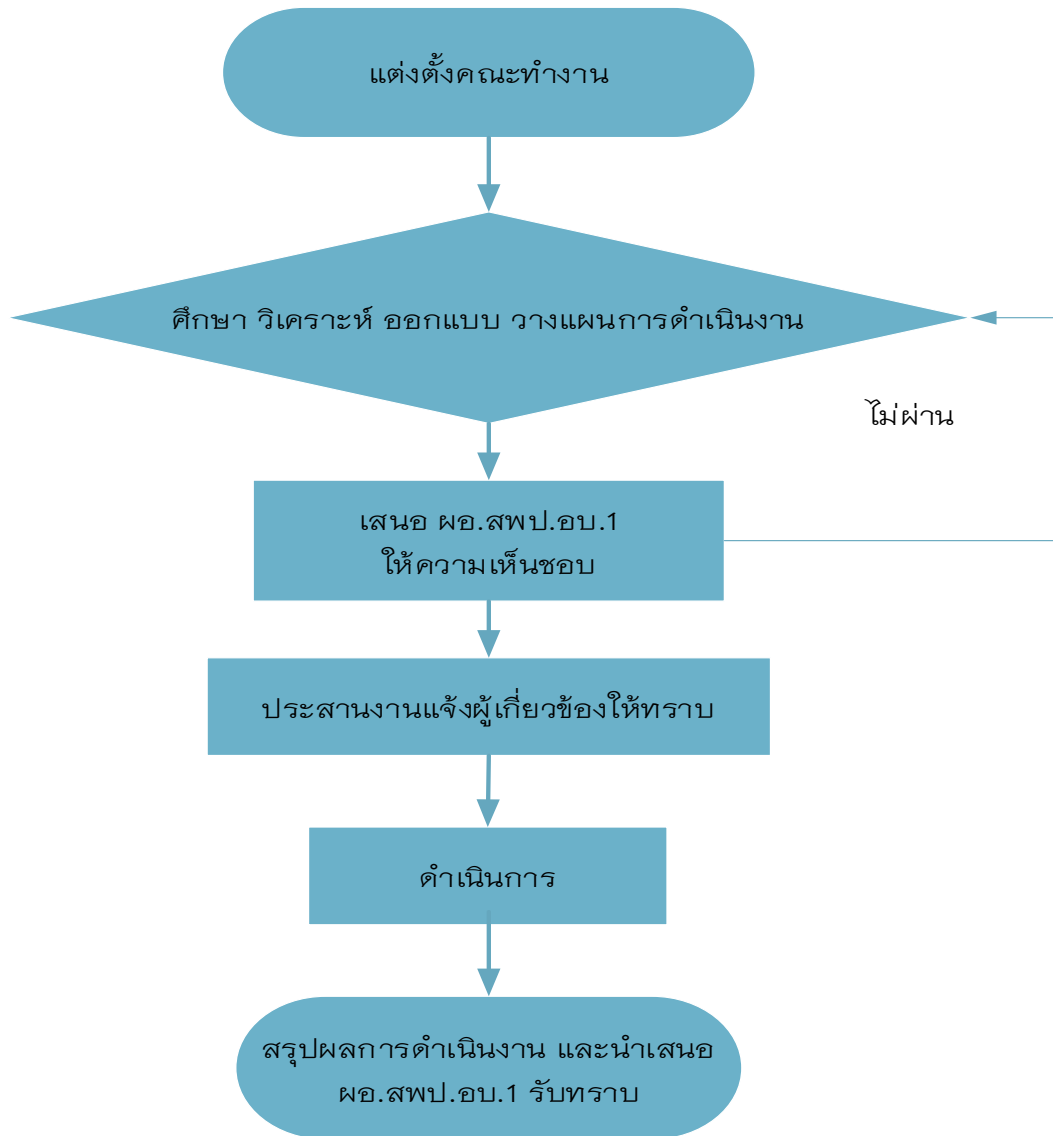 แต่งตั้งคณะทำงาน
ศึกษา วิเคราะห์ ออกแบบ วางแผนการดำเนินงาน
ไม่ผ่าน
เสนอ ผอ.สพป.อบ.1
ให้ความเห็นชอบ
ประสานงานแจ้งผู้เกี่ยวข้องให้ทราบ
ดำเนินการ
สรุปผลการดำเนินงาน และนำเสนอ
ผอ.สพป.อบ.1 รับทราบ